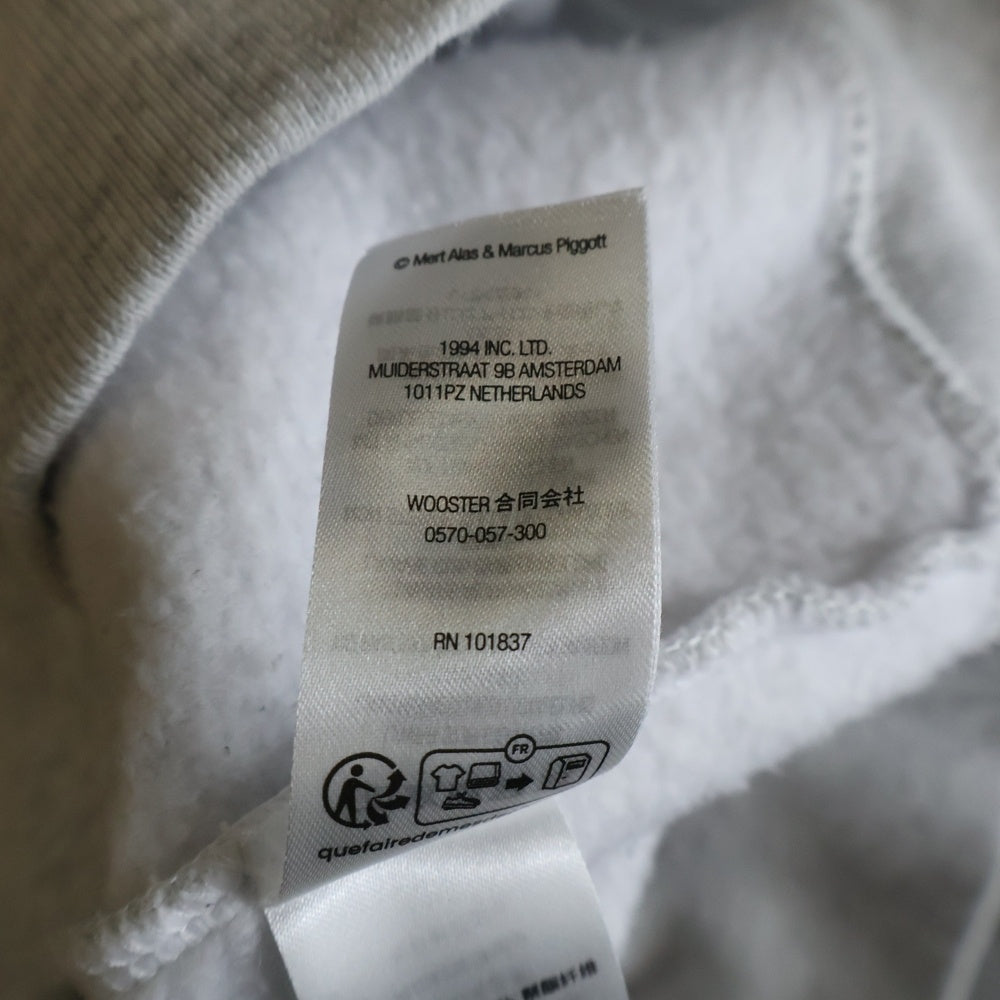 © Mert Alas & Marcus Piggott
1994 INC. LTD.
MUIDERSTRAAT 9B AMSTERDAM
1011PZ NETHERLANDS
WOOSTER 合同会社
0570-057-300
RN 101837
FR